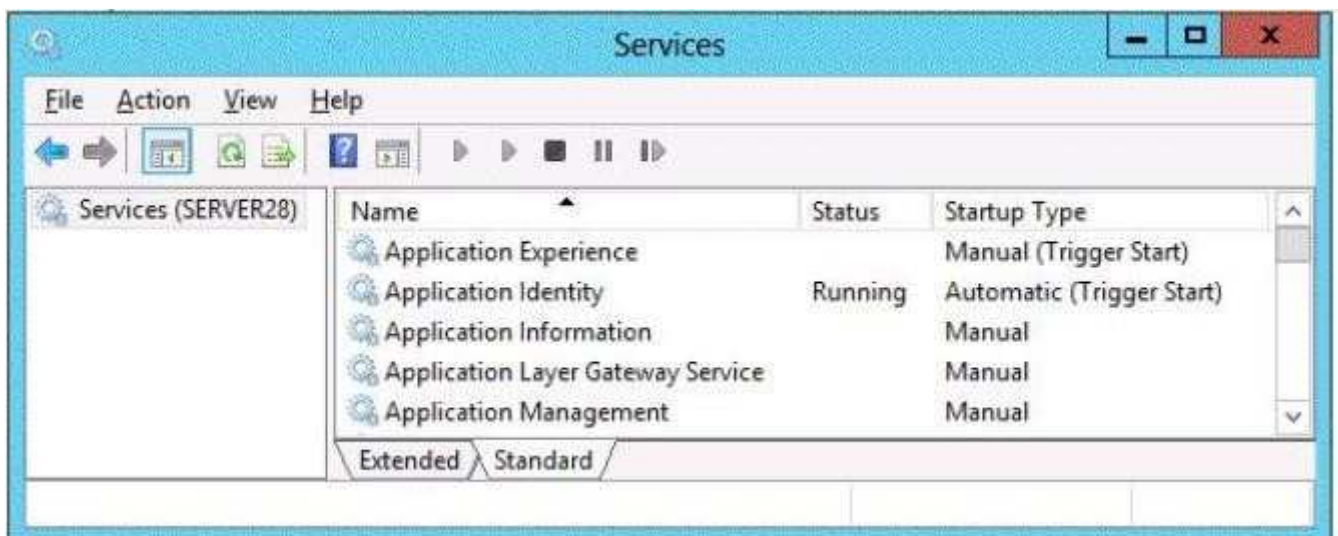 Services
File Action View Help
Services (SERVER28)
Name Status Startup Type
Application Experience Manual (Trigger Start)
Application Identity Running Automatic (Trigger Start)
Application Information Manual
Application Layer Gateway Service Manual
Application Management Manual
Extended Standard